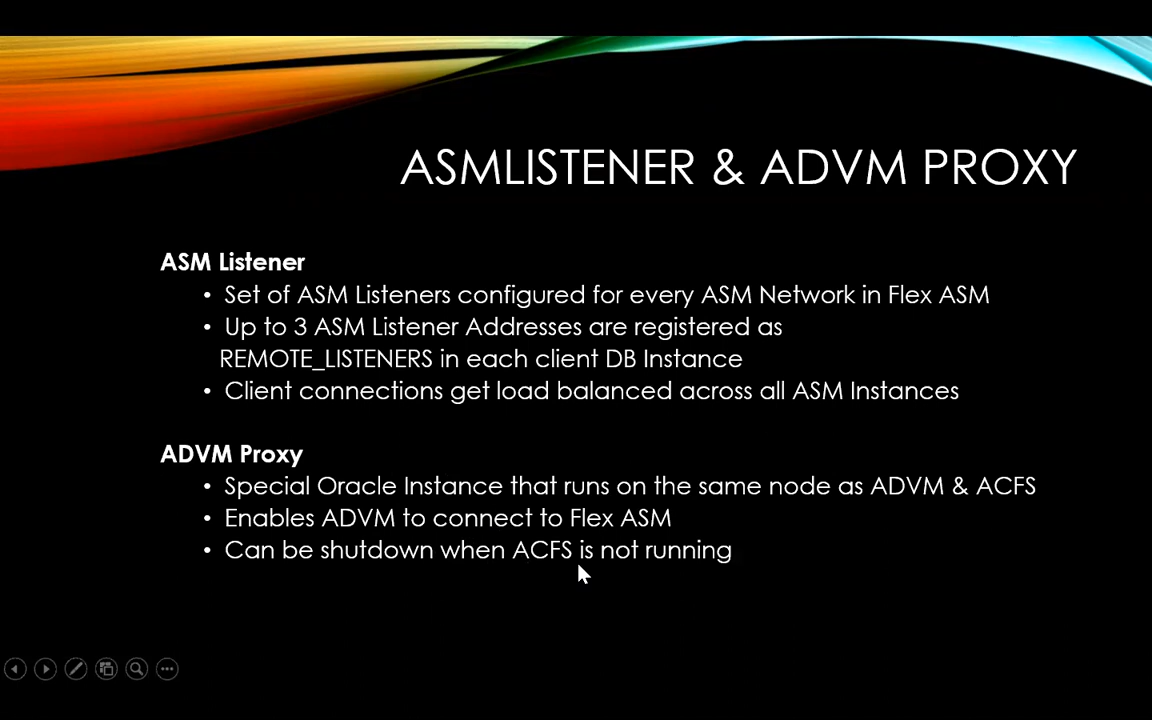 ASMLISTENER & ADVM PROXY
ASM Listener
• Set of ASM Listeners configured for every ASM Network in Flex ASM
• Up to 3 ASM Listener Addresses are registered as
REMOTE_LISTENERS in each client DB Instance
• Client connections get load balanced across all ASM Instances
ADVM Proxy
• Special Oracle Instance that runs on the same node as ADVM & ACFS
• Enables ADVM to connect to Flex ASM
• Can be shutdown when ACFS is not running